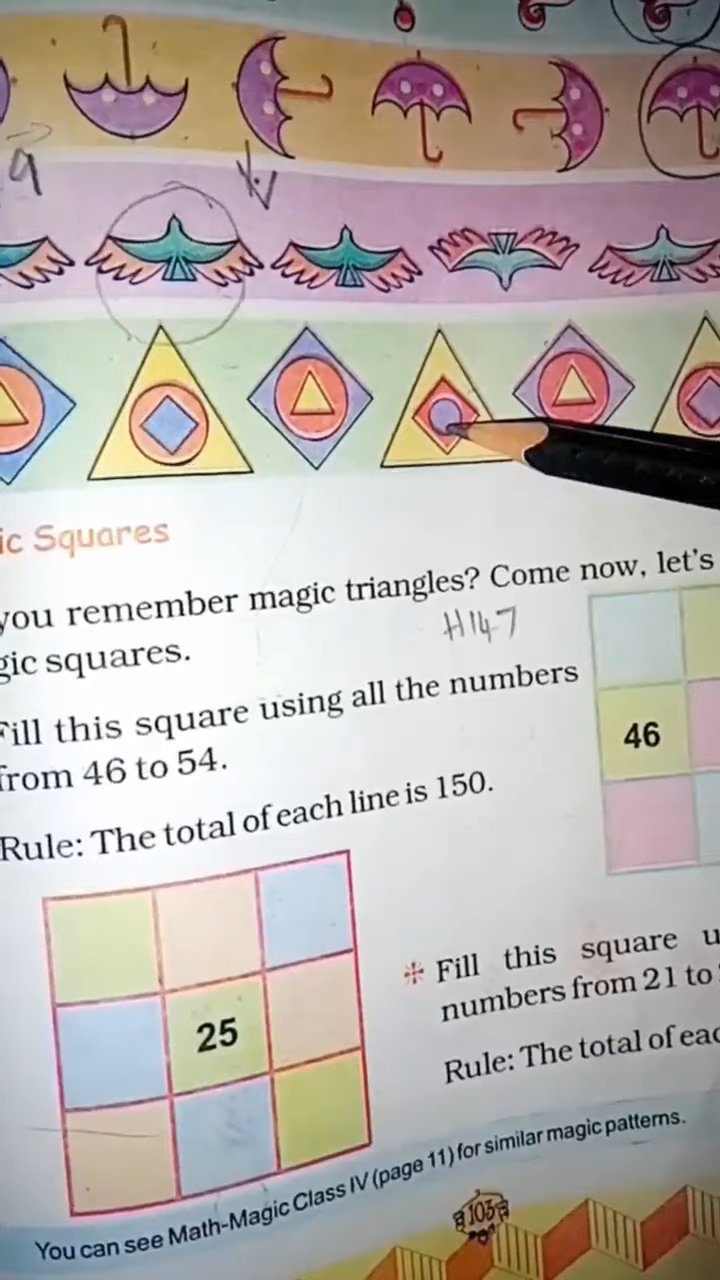 a
ic Squares
you remember magic triangles? Come now, let's
gic squares.
H147
Fill this square using all the numbers
from 46 to 54.
46
Rule: The total of each line is 150.
25
✻ Fill this square u
numbers from 21 to
Rule: The total of eac
You can see Math-Magic Class IV (page 11) for similar magic patterns.
103